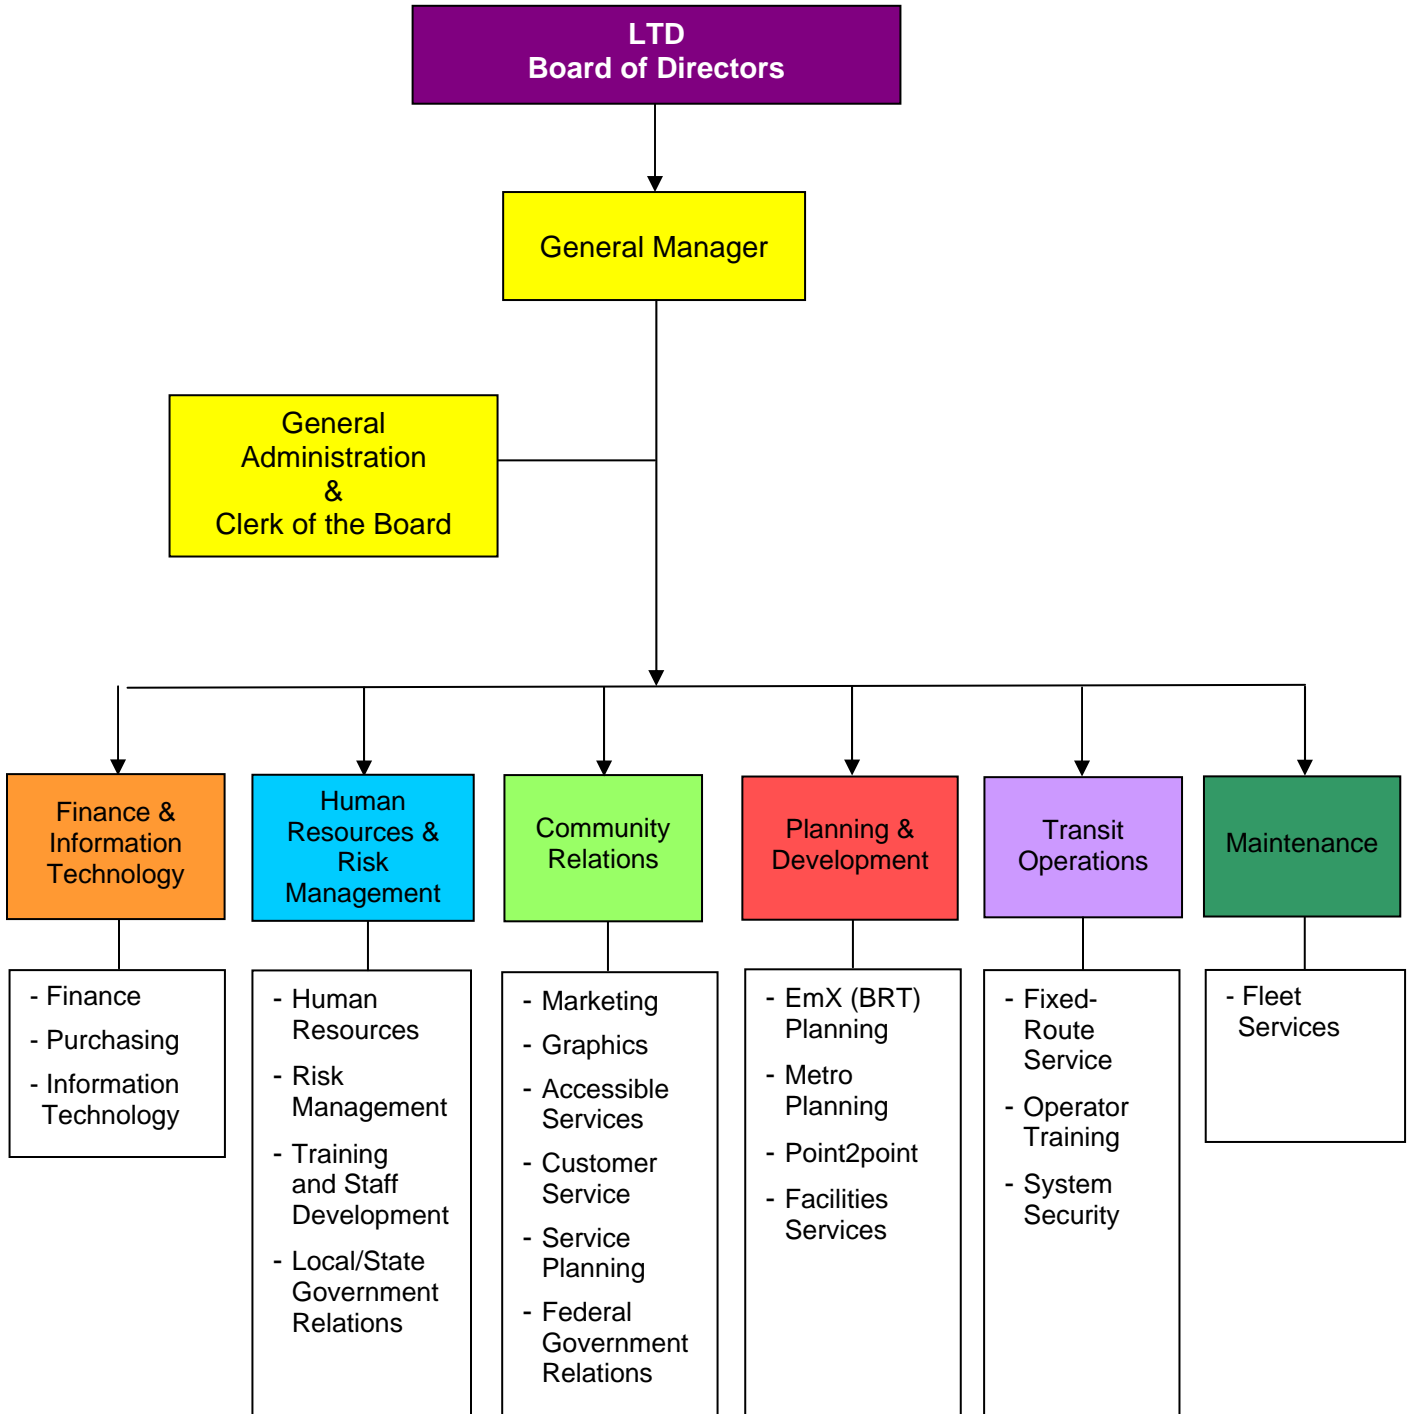 LTD
Board of Directors
General Manager
General
Administration
&
Clerk of the Board
Finance &
Information
Technology
Human
Resources &
Risk
Management
Community
Relations
Planning &
Development
Transit
Operations
Maintenance
- Finance
- Purchasing
- Information
Technology
- Human
Resources
- Risk
Management
- Training
and Staff
Development
- Local/State
Government
Relations
- Marketing
- Graphics
- Accessible
Services
- Customer
Service
- Service
Planning
- Federal
Government
Relations
- EmX (BRT)
Planning
- Metro
Planning
- Point2point
- Facilities
Services
- Fixed-
Route
Service
- Operator
Training
- System
Security
- Fleet
Services